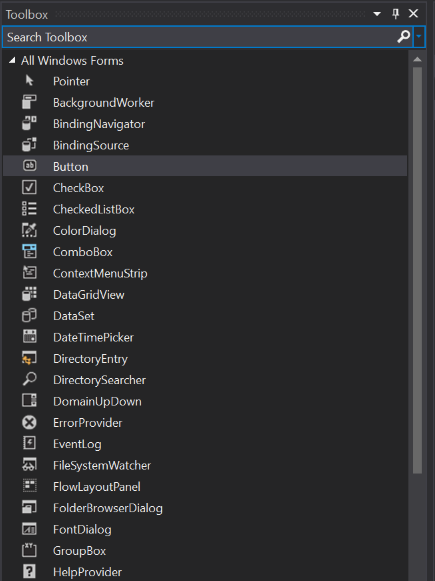 Toolbox
Search Toolbox
All Windows Forms
Pointer
BackgroundWorker
BindingNavigator
BindingSource
Button
CheckBox
CheckedListBox
ColorDialog
ComboBox
ContextMenuStrip
DataGridView
DataSet
DateTimePicker
DirectoryEntry
DirectorySearcher
DomainUpDown
ErrorProvider
EventLog
FileSystemWatcher
FlowLayoutPanel
FolderBrowserDialog
FontDialog
GroupBox
HelpProvider